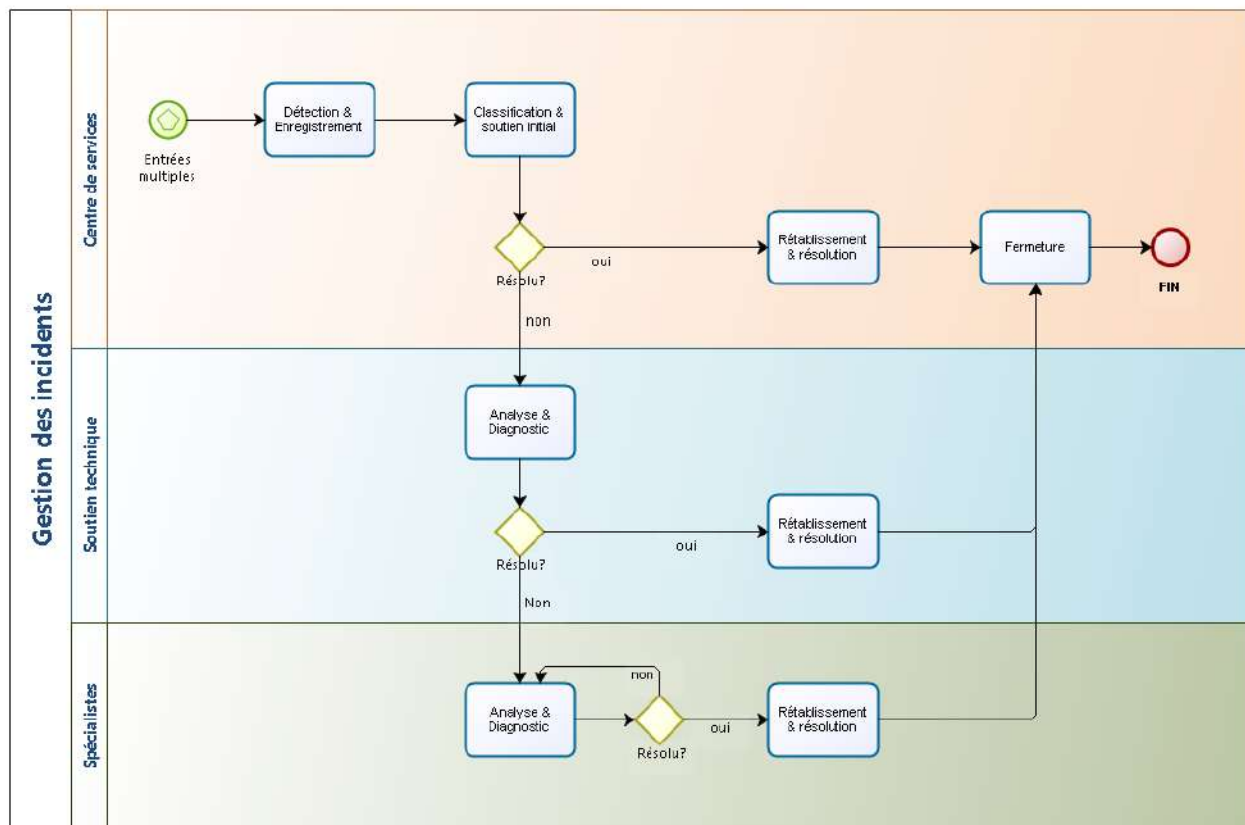 Gestion des incidents
Centre de services
Entrées
multiples
Détection &
Enregistrement
Classification &
soutien initial
Résolu?
oui
non
Rétablissement
& résolution
Fermeture
FIN
Soutien technique
Analyse &
Diagnostic
Résolu?
oui
Non
Rétablissement
& résolution
Spécialistes
Analyse &
Diagnostic
non
Résolu?
oui
Rétablissement
& résolution